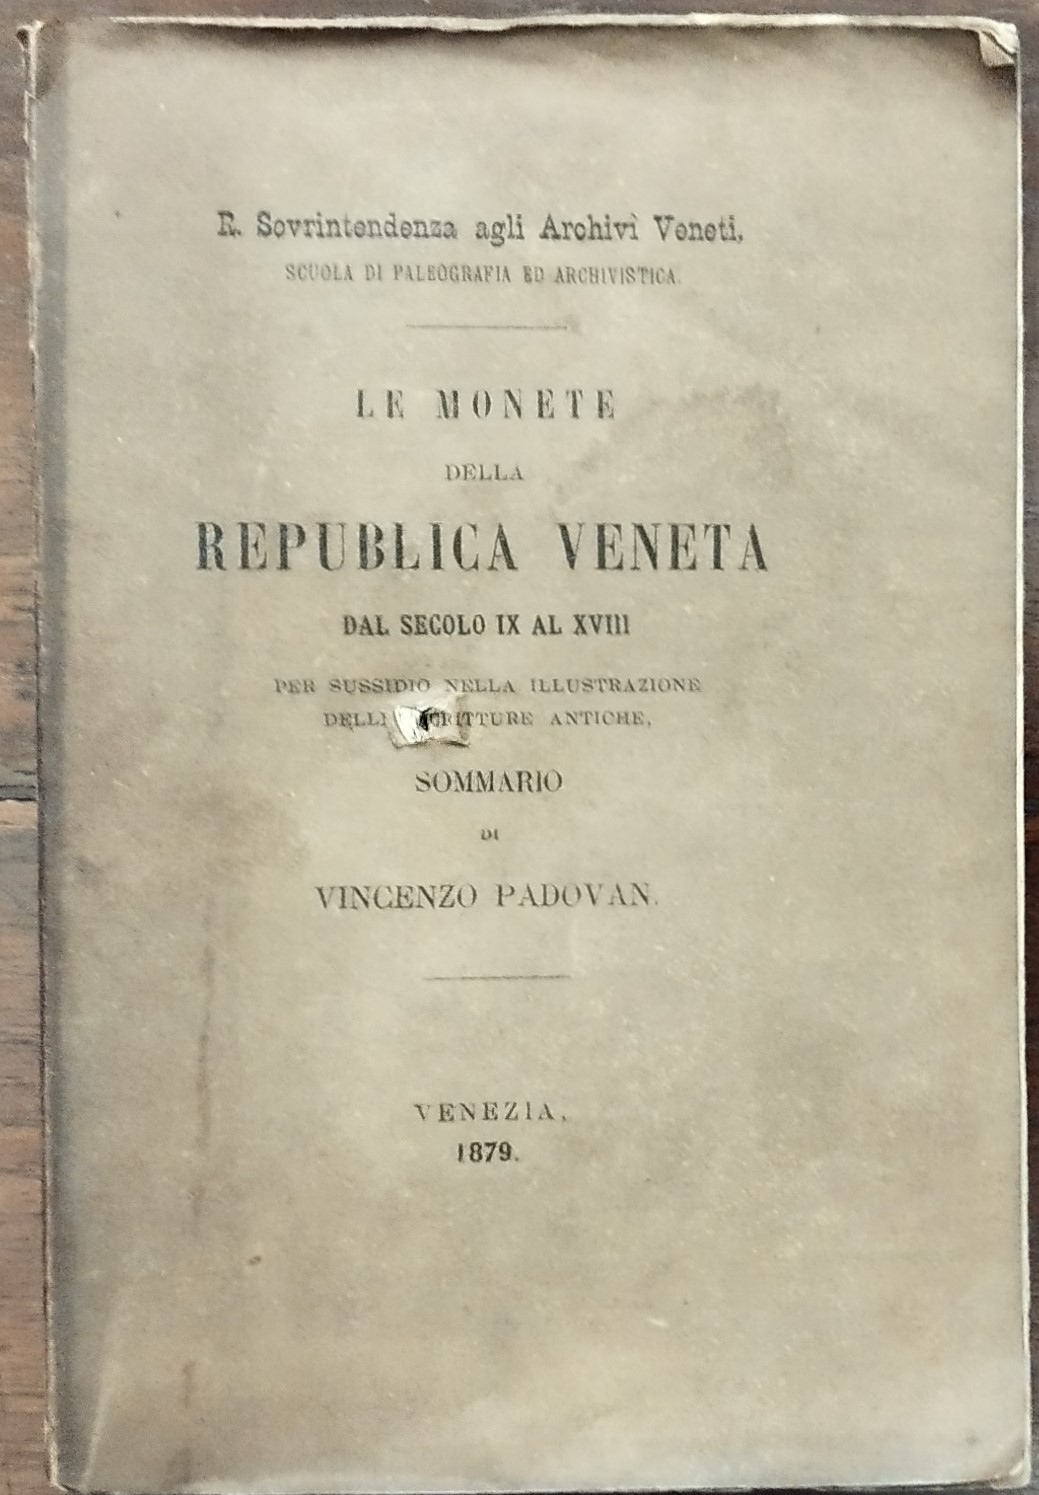 R. Sovrintendenza agli Archivi Veneti.
SCUOLA DI PALEOGRAFIA ED ARCHIVISTICA.
LE MONETE
DELLA
REPUBLICA VENETA
DAL SECOLO IX AL XVIII
PER SUSSIDIO NELLA ILLUSTRAZIONE
ANTICHE,
SOMMARIO
DI
VINCENZO PADOVAN.
VENEZIA,
1879.